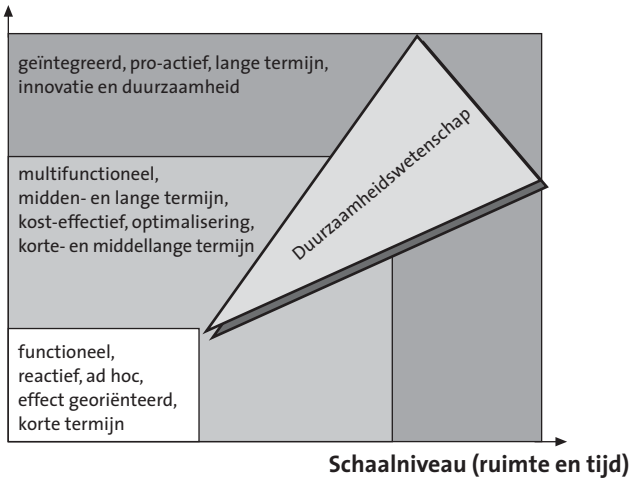 geïntegreerd, pro-actief, lange termijn,
innovatie en duurzaamheid
multifunctioneel,
midden- en lange termijn,
kost-effectief, optimalisering,
korte- en middellange termijn
Duurzaamheidswetenschap
functioneel,
reactief, ad hoc,
effect georiënteerd,
korte termijn
Schaalniveau (ruimte en tijd)